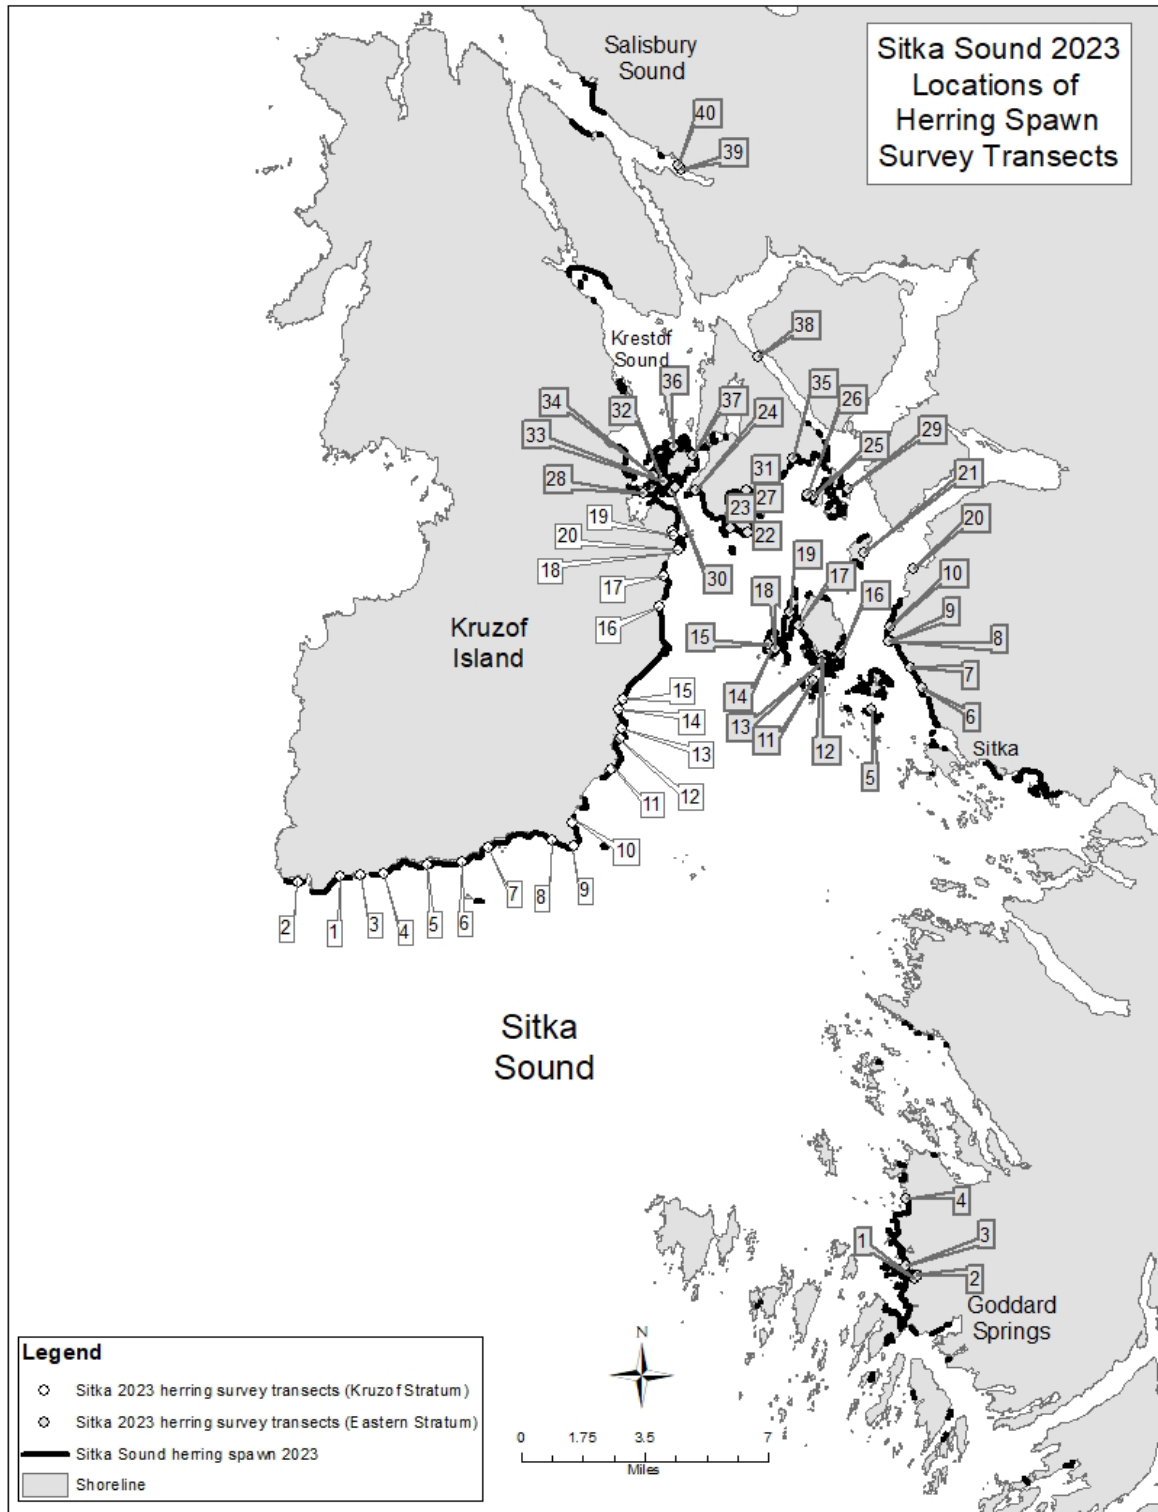 Salisbury
Sound
Sitka Sound 2023
Locations of
Herring Spawn
Survey Transects
40
39
38
Krestof
Sound
36
35
26
34
32
37
24
25
29
33
31
28
27
21
23
19
22
20
20
19
10
18
30
17
9
17
18
16
8
16
15
7
Kruzof
Island
14
13
6
15
11
12
14
5
Sitka
13
12
11
10
7
8
9
2
1
3
4
5
6
Sitka
Sound
4
1
3
2
Goddard
Springs
N
Legend
Sitka 2023 herring survey transects (Kruzof Stratum)
Sitka 2023 herring survey transects (Eastern Stratum)
Sitka Sound herring spawn 2023
Shoreline
0 1.75 3.5 7
Miles